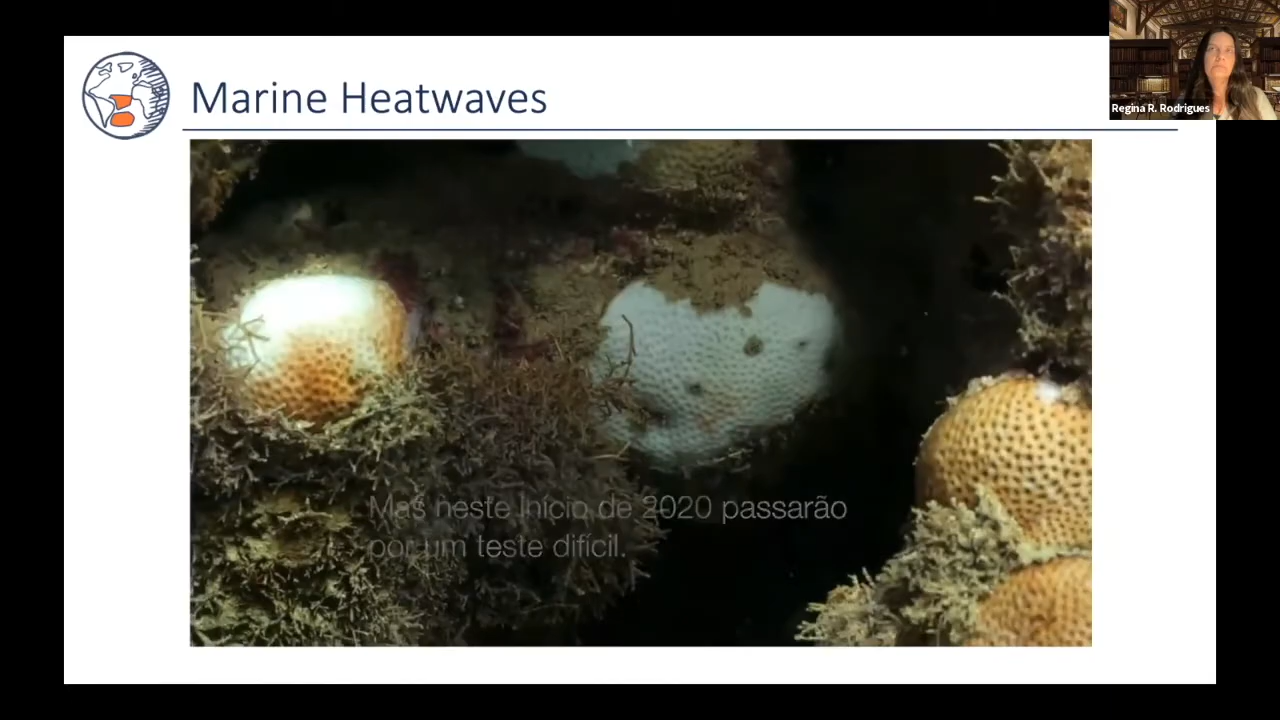 Marine Heatwaves
Regina R. Rodrigues
Mas neste início de 2020 passarão
por um teste difícil.